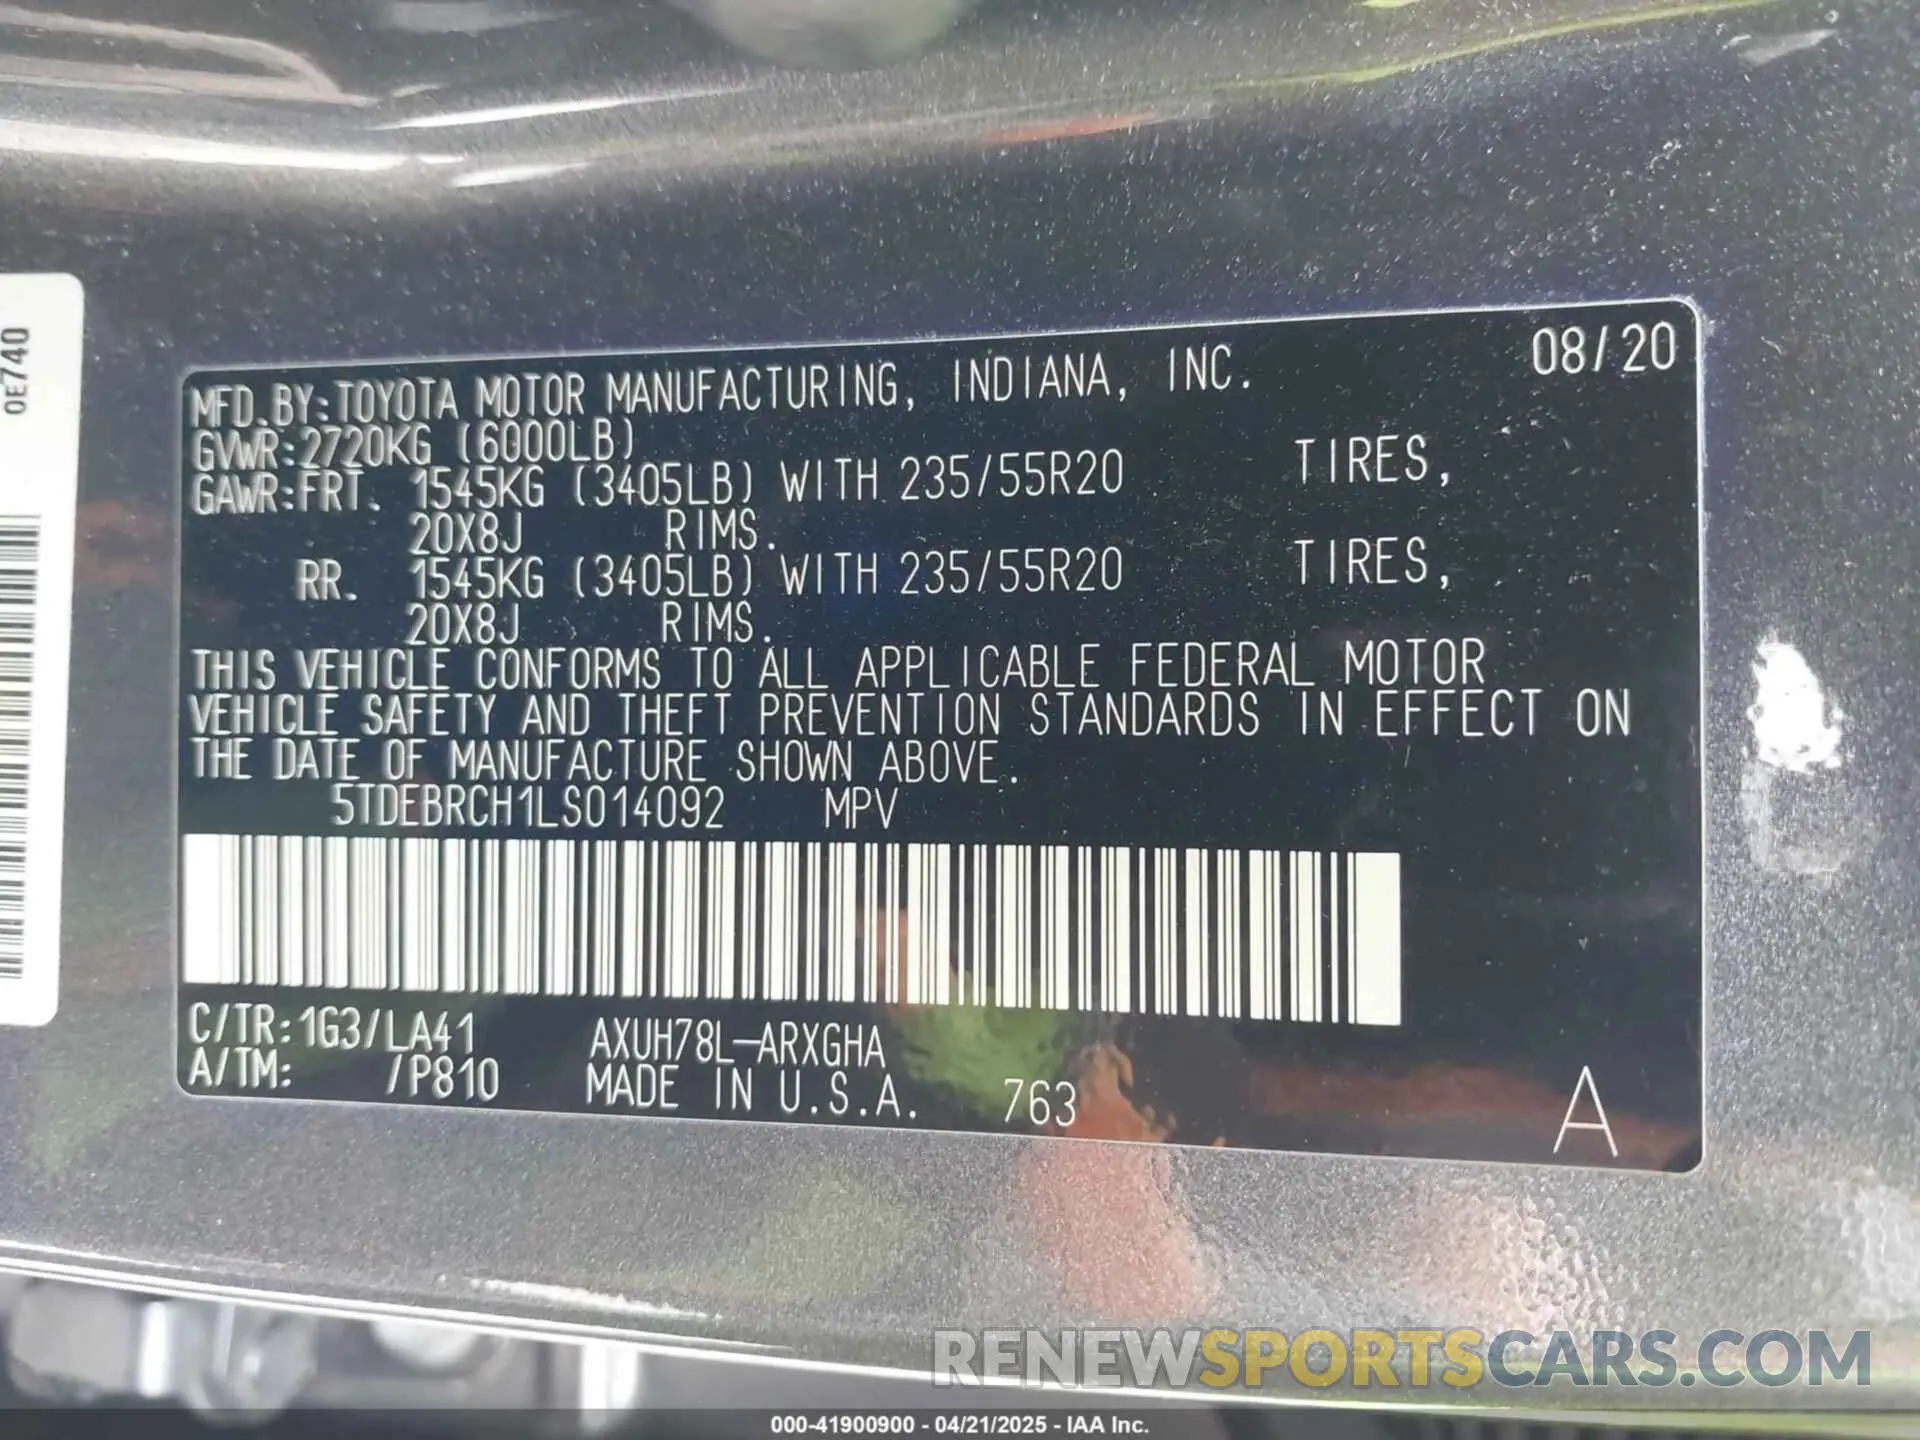 0E740
08/20
MFD.BY:TOYOTA MOTOR MANUFACTURING, INDIANA, INC.
GVWR:2720KG (6000LB)
GAWR:FRT. 1545KG (3405LB) WITH 235/55R20 TIRES,
20X8J RIMS.
RR. 1545KG (3405LB) WITH 235/55R20 TIRES,
20X8J RIMS.
THIS VEHICLE CONFORMS TO ALL APPLICABLE FEDERAL MOTOR
VEHICLE SAFETY AND THEFT PREVENTION STANDARDS IN EFFECT ON
THE DATE OF MANUFACTURE SHOWN ABOVE.
5TDEBRCH1LS014092 MPV
C/TR:1G3/LA41 AXUH78L-ARXGHA
A/TM: /P810 MADE IN U.S.A. 763 A
RENEWSPORTSCARS.COM
000-41900900 - 04/21/2025 - IAA Inc.